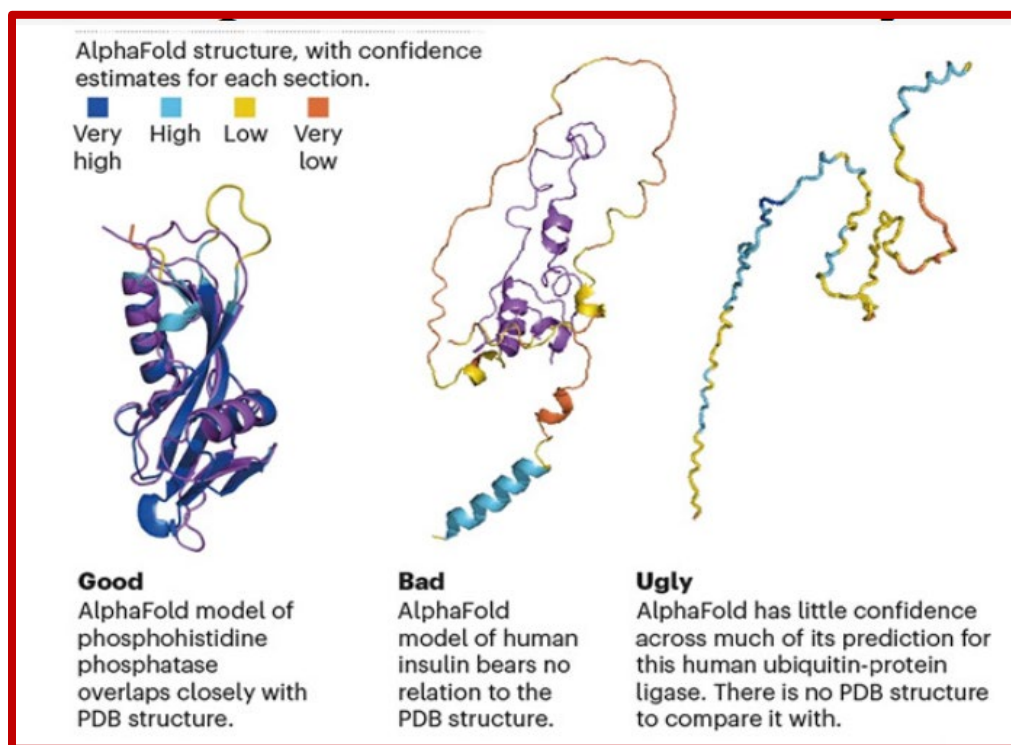 AlphaFold structure, with confidence
estimates for each section.
Very high
High
Low
Very low
Good
AlphaFold model of
phosphohistidine
phosphatase
overlaps closely with
PDB structure.
Bad
AlphaFold
model of human
insulin bears no
relation to the
PDB structure.
Ugly
AlphaFold has little confidence
across much of its prediction for
this human ubiquitin-protein
ligase. There is no PDB structure
to compare it with.